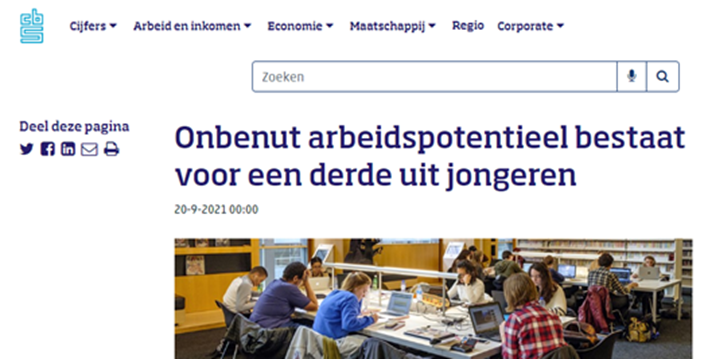 cbs
Cijfers Arbeid en inkomen Economie Maatschappij Regio Corporate
Zoeken
Deel deze pagina
Onbenut arbeidspotentieel bestaat
voor een derde uit jongeren
20-9-2021 00:00